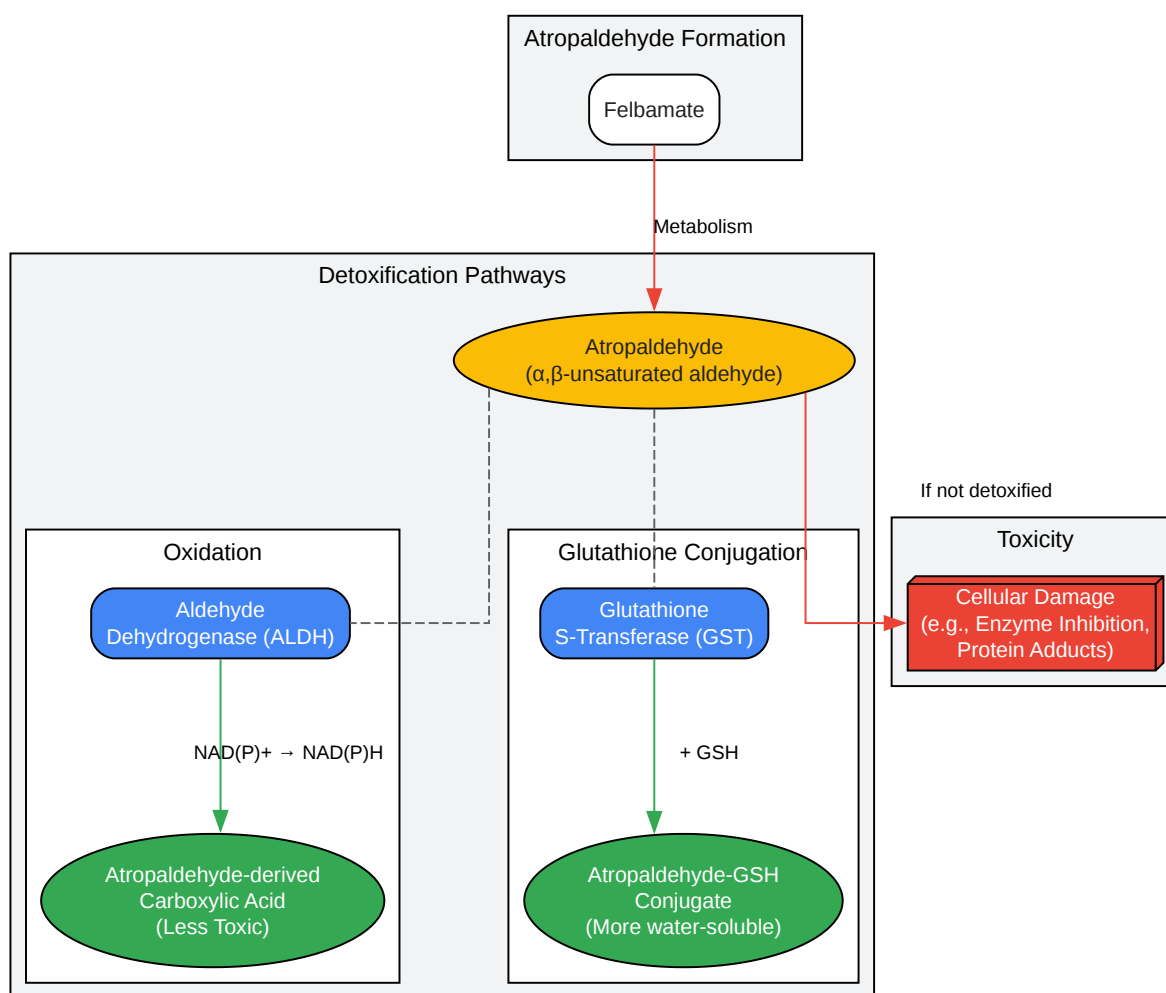 Atropaldehyde Formation
Felbamate
Metabolism
Detoxification Pathways
Atropaldehyde
(α,β-unsaturated aldehyde)
If not detoxified
Oxidation
Glutathione Conjugation
Toxicity
Aldehyde
Dehydrogenase (ALDH)
Glutathione
S-Transferase (GST)
Cellular Damage
(e.g., Enzyme Inhibition,
Protein Adducts)
NAD(P)+ → NAD(P)H
+ GSH
Atropaldehyde-derived
Carboxylic Acid
(Less Toxic)
Atropaldehyde-GSH
Conjugate
(More water-soluble)